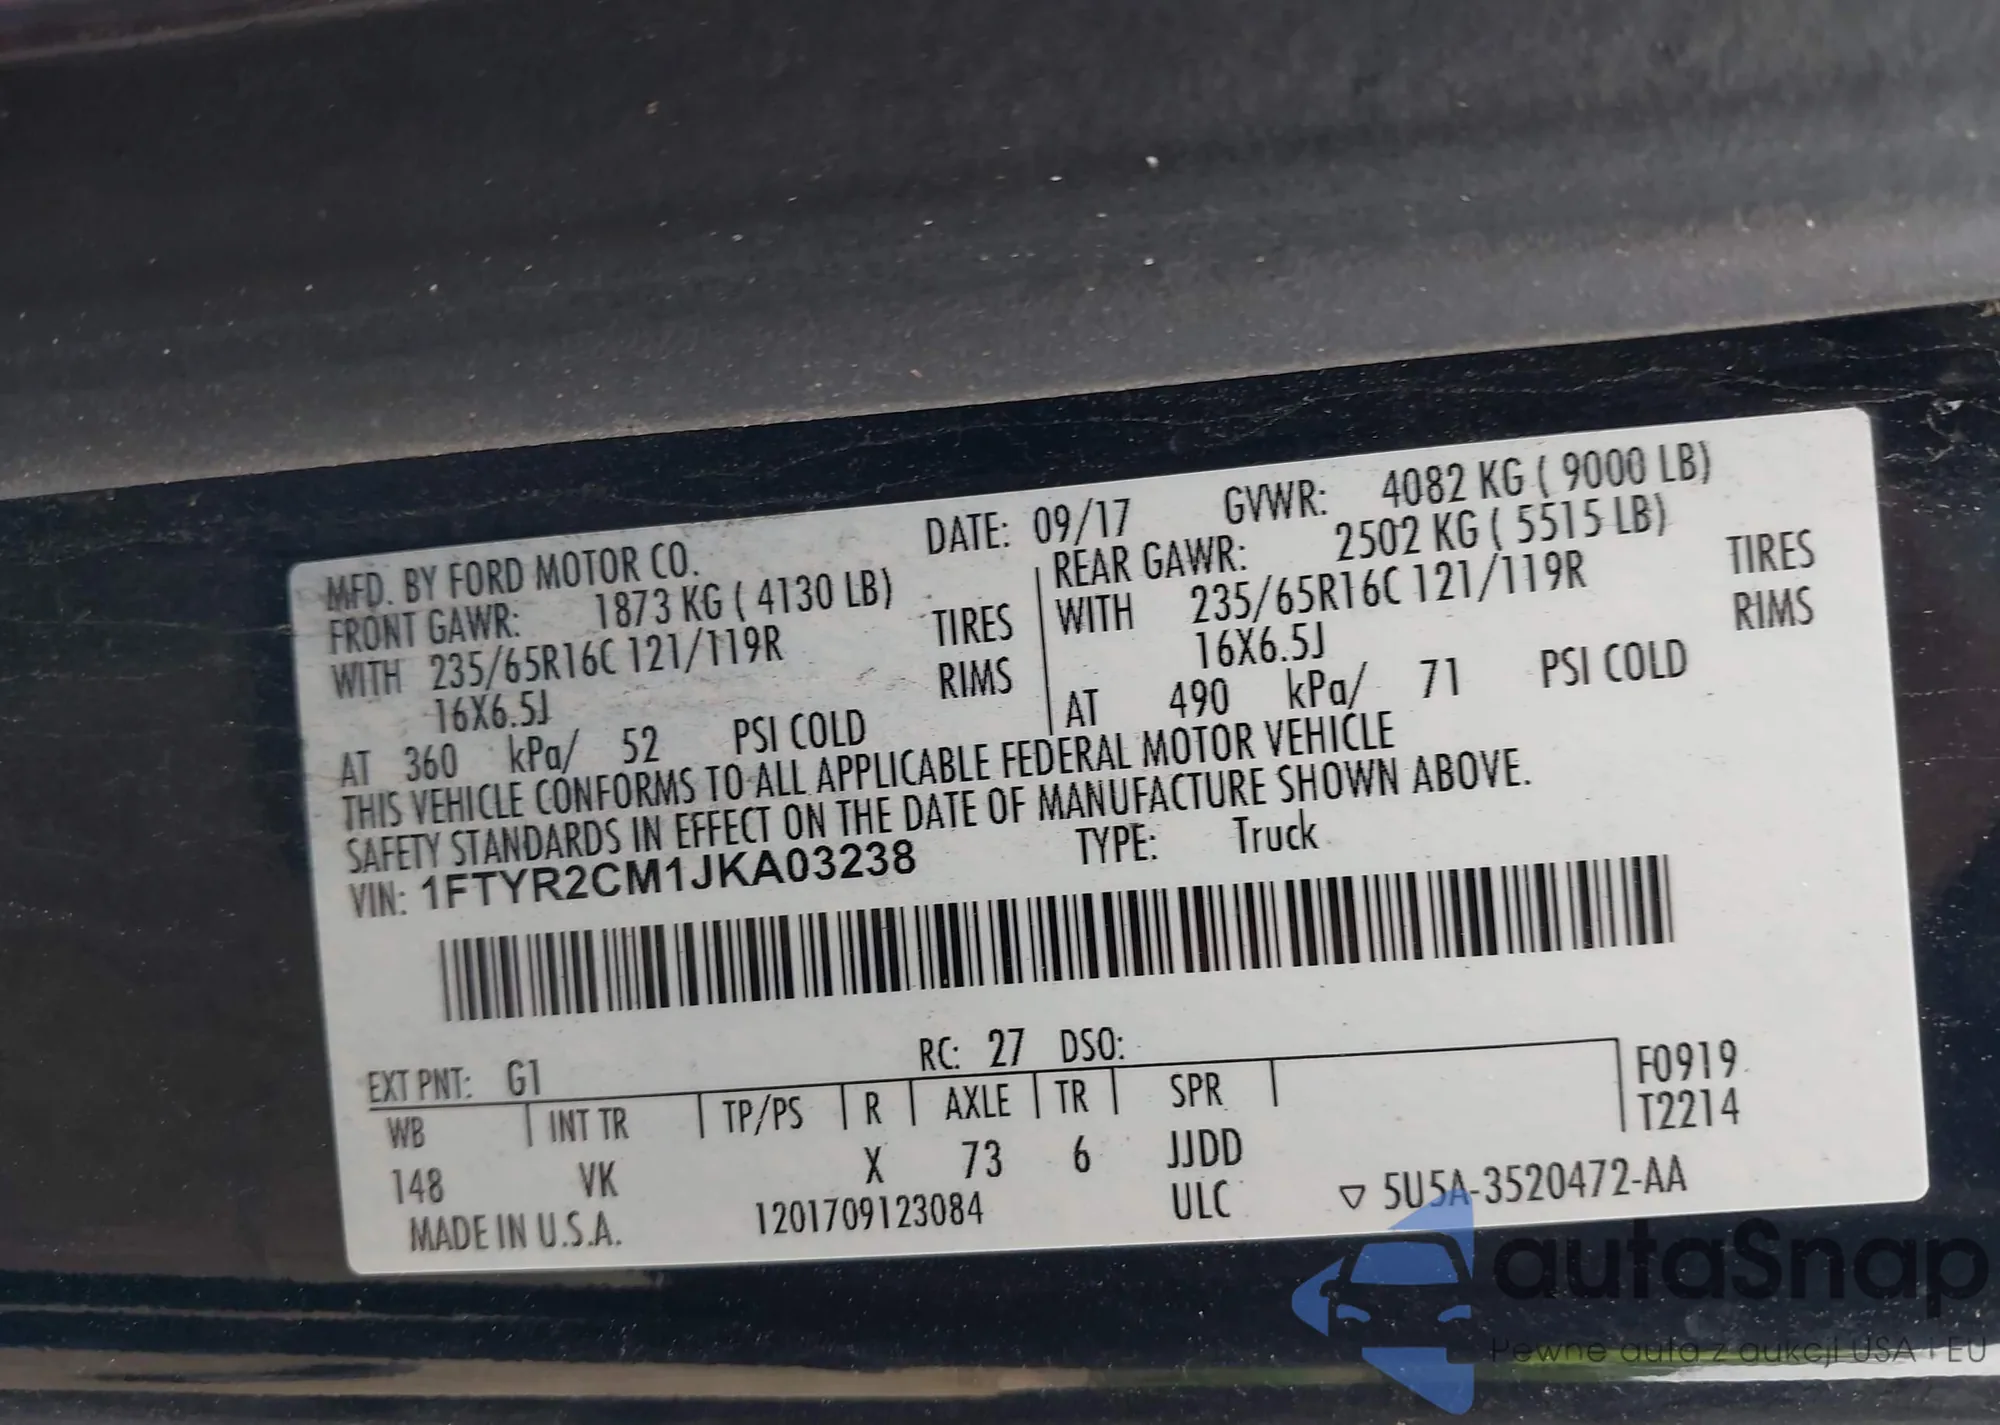 MFD. BY FORD MOTOR CO. DATE: 09/17 GVWR: 4082 KG ( 9000 LB)
FRONT GAWR: 1873 KG ( 4130 LB) REAR GAWR: 2502 KG ( 5515 LB)
WITH 235/65R16C 121/119R TIRES WITH 235/65R16C 121/119R TIRES
16X6.5J RIMS 16X6.5J RIMS
AT 360 kPa/ 52 PSI COLD AT 490 kPa/ 71 PSI COLD
THIS VEHICLE CONFORMS TO ALL APPLICABLE FEDERAL MOTOR VEHICLE
SAFETY STANDARDS IN EFFECT ON THE DATE OF MANUFACTURE SHOWN ABOVE.
VIN: 1FTYR2CM1JKA03238 TYPE: Truck
EXT PNT: G1 RC: 27 DSO:
WB INT TR TP/PS R AXLE TR SPR F0919
T2214
148 VK X 73 6 JJDD
MADE IN U.S.A. 1201709123084 ULC ▽ 5U5A-3520472-AA
autaSnap
Pewne auta z aukcji USA i EU